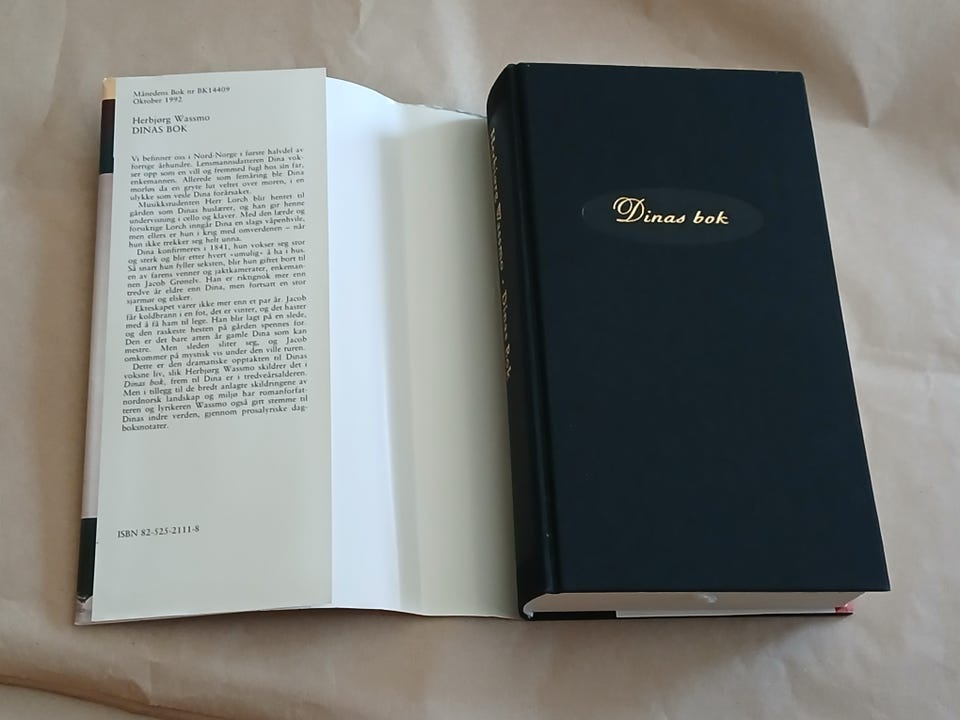 Månedens Bok nr BK14409
Oktober 1992
Herbjørg Wassmo
DINAS BOK
Vi befinner oss i Nord-Norge i første halvdel av
forrige århundre. Lensmannsdatteren Dina vok-
ser opp som en vill og fremmed fugl hos sin far,
enkemannen. Allerede som femåring ble Dina
morløs da en gryte lut veltet over moren, i en
ulykke som vesle Dina forårsaket.
Musikkstudenten Herr Lorch blir hentet til
gården som Dinas huslærer, og han gir henne
undervisning i cello og klaver. Med den lærde og
forsiktige Lorch inngår Dina en slags våpenhvile,
men ellers er hun i krig med omverdenen – når
hun ikke trekker seg helt unna.
Dina konfirmeres i 1841, hun vokser seg stor
og sterk og blir etter hvert «umulig» å ha i hus.
Så snart hun fyller seksten, blir hun giftet bort til
en av farens venner og jaktkamerater, enkeman-
nen Jacob Grønelv. Han er riktignok mer enn
tredve år eldre enn Dina, men fortsatt en stor
sjarmør og elsker.
Ekteskapet varer ikke mer enn et par år. Jacob
får koldbrann i en fot, det er vinter, og det haster
med å få ham til lege. Han blir lagt på en slede,
og den raskeste hesten på gården spennes for.
Den er det bare atten år gamle Dina som kan
mestre. Men sleden sliter seg, og Jacob
omkommer på mystisk vis under den ville turen.
Dette er den dramatiske opptakten til Dinas
voksne liv, slik Herbjørg Wassmo skildrer det i
Dinas bok, frem til Dina er i tredveårsalderen.
Men i tillegg til de bredt anlagte skildringene av
nordnorsk landskap og miljø har romanforfat-
teren og lyrikeren Wassmo også gitt stemme til
Dinas indre verden, gjennom prosalyriske dag-
boksnotater.
ISBN 82-525-2111-8
Herbjørg Wassmo · Dinas bok
Dinas bok